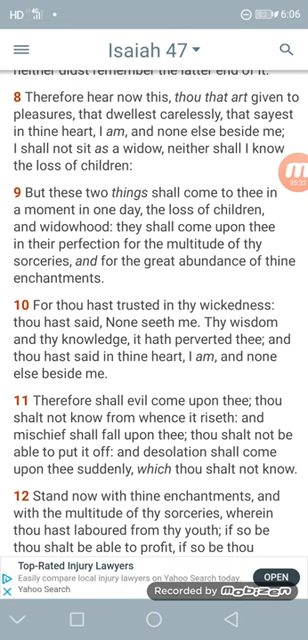 HD 4G 6:06
Isaiah 47
neither didst remember the latter end of it.
8 Therefore hear now this, thou that art given to
pleasures, that dwellest carelessly, that sayest
in thine heart, I am, and none else beside me;
I shall not sit as a widow, neither shall I know
the loss of children:
9 But these two things shall come to thee in
a moment in one day, the loss of children,
and widowhood: they shall come upon thee
in their perfection for the multitude of thy
sorceries, and for the great abundance of thine
enchantments.
10 For thou hast trusted in thy wickedness:
thou hast said, None seeth me. Thy wisdom
and thy knowledge, it hath perverted thee; and
thou hast said in thine heart, I am, and none
else beside me.
11 Therefore shall evil come upon thee; thou
shalt not know from whence it riseth: and
mischief shall fall upon thee; thou shalt not be
able to put it off: and desolation shall come
upon thee suddenly, which thou shalt not know.
12 Stand now with thine enchantments, and
with the multitude of thy sorceries, wherein
thou hast laboured from thy youth; if so be
thou shalt be able to profit, if so be thou
Top-Rated Injury Lawyers
Easily compare local injury lawyers on Yahoo Search today.
Yahoo Search
OPEN
Recorded by mobizen